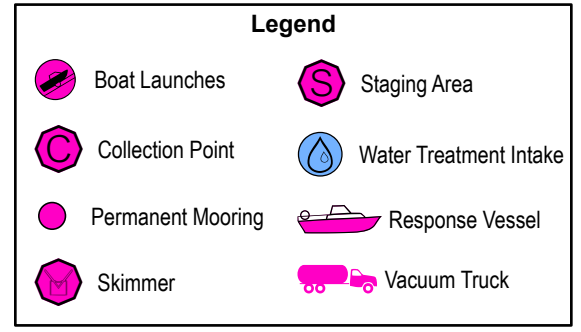 Legend
Boat Launches
S
Staging Area
C
Collection Point
Water Treatment Intake
Permanent Mooring
Response Vessel
Skimmer
Vacuum Truck